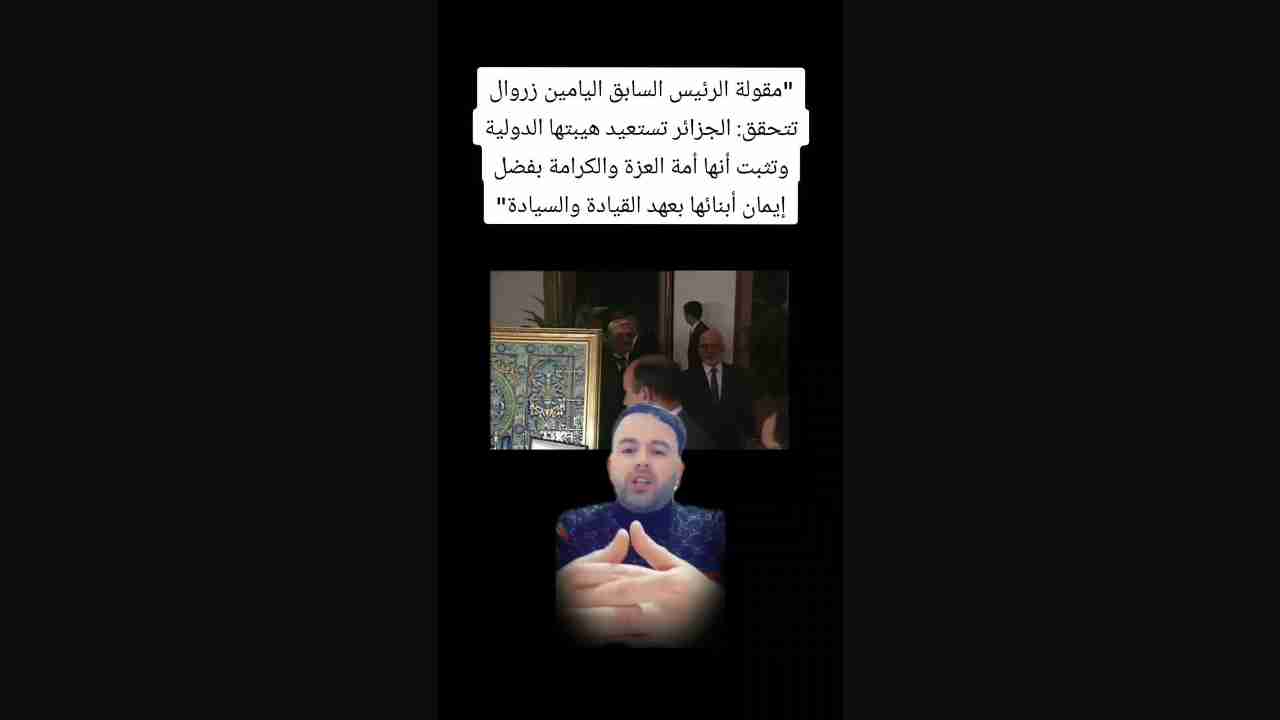 "مقولة الرئيس السابق اليامين زروال
تتحقق: الجزائر تستعيد هيبتها الدولية
وتثبت أنها أمة العزة والكرامة بفضل
إيمان أبنائها بعهد القيادة والسيادة"